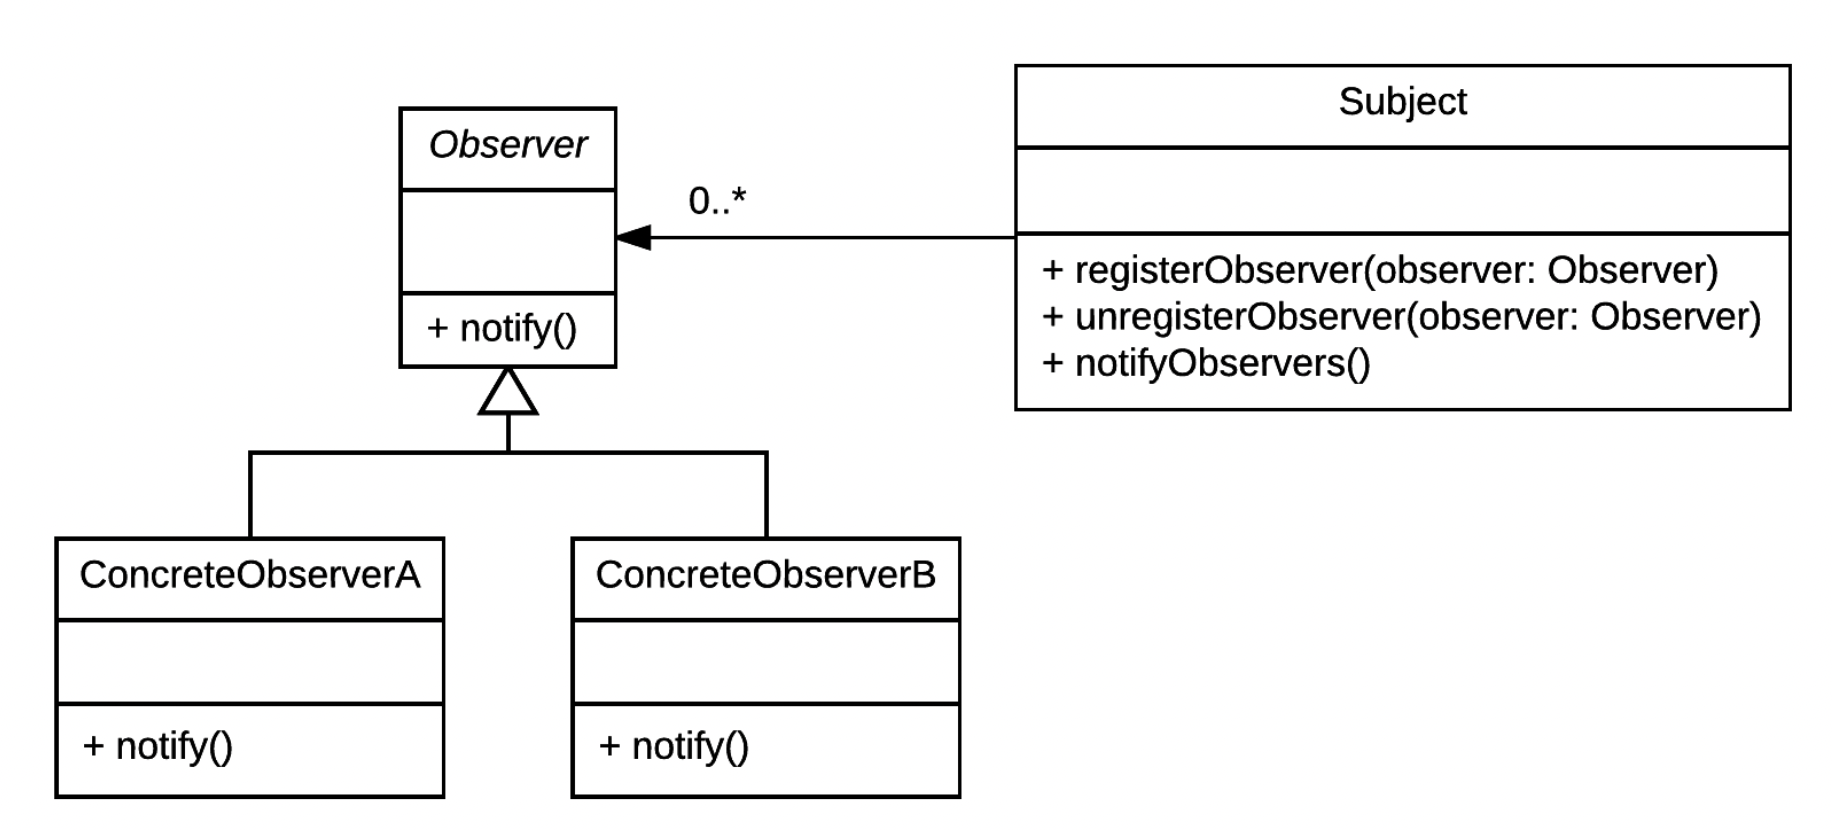 Observer
+ notify()
0..*
Subject
+ registerObserver(observer: Observer)
+ unregisterObserver(observer: Observer)
+ notifyObservers()
ConcreteObserverA
+ notify()
ConcreteObserverB
+ notify()